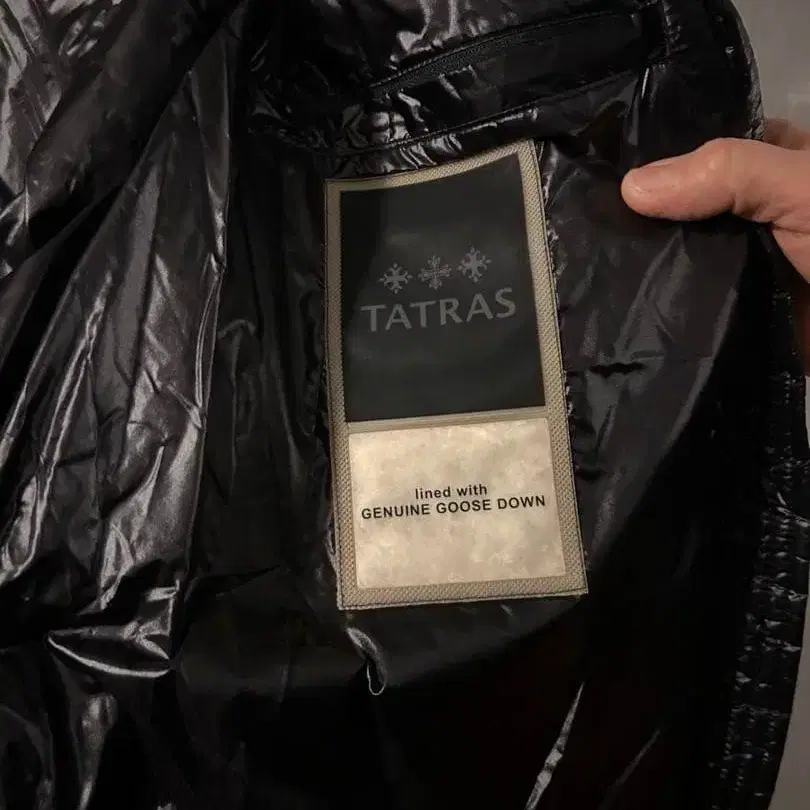 TATRAS
lined with
GENUINE GOOSE DOWN